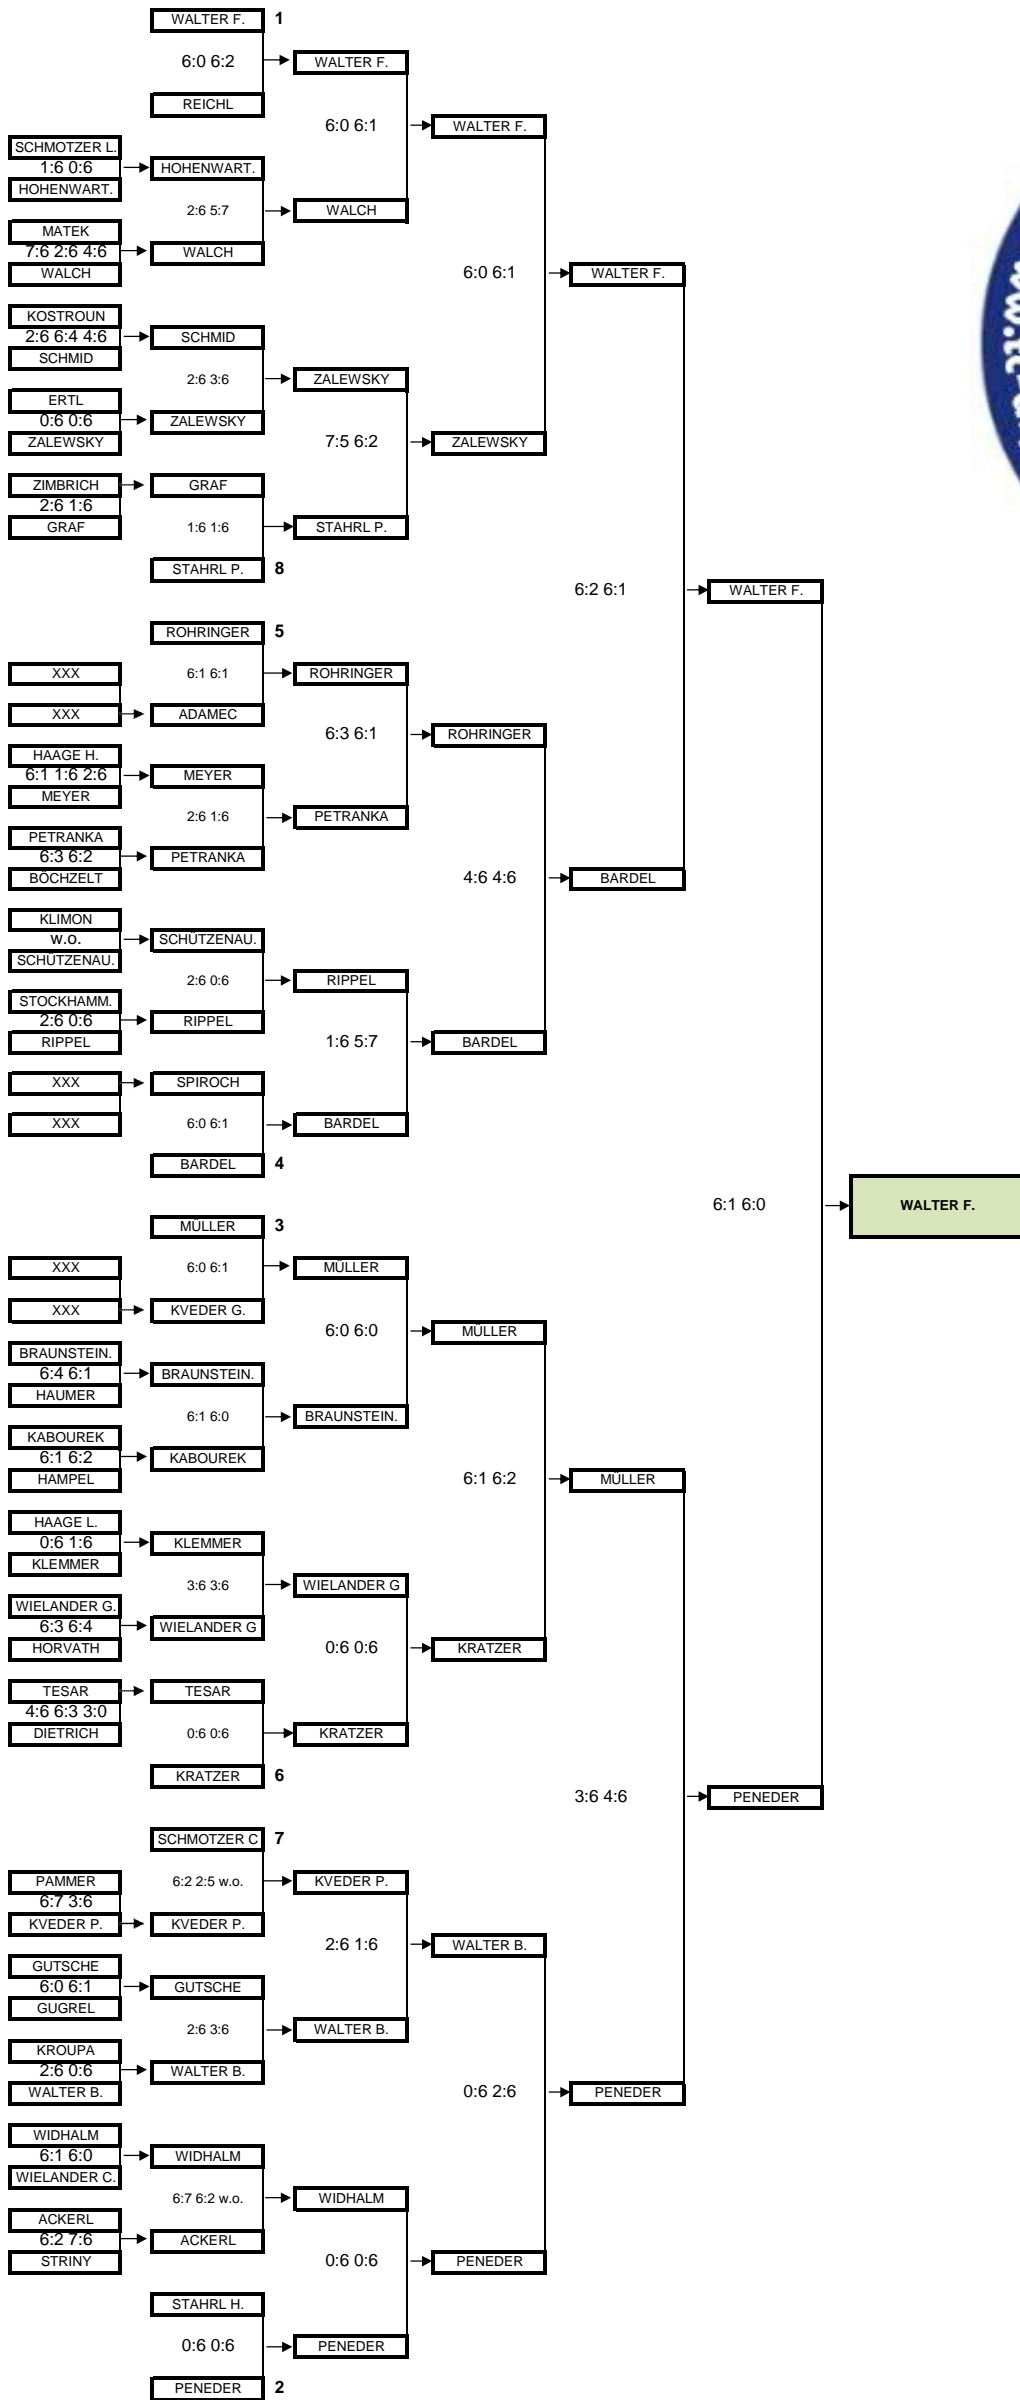 WALTER F. 1
6:0 6:2
WALTER F.
REICHL
6:0 6:1
WALTER F.
SCHMOTZER L.
1:6 0:6
HOHENWART.
HOHENWART.
2:6 5:7
WALCH
MATEK
7:6 2:6 4:6
WALCH
WALCH
6:0 6:1
WALTER F.
KOSTROUN
2:6 6:4 4:6
SCHMID
SCHMID
2:6 3:6
ZALEWSKY
ERTL
0:6 0:6
ZALEWSKY
ZALEWSKY
7:5 6:2
ZALEWSKY
ZIMBRICH
2:6 1:6
GRAF
GRAF
1:6 1:6
STAHRL P.
STAHRL P. 8
6:2 6:1
WALTER F.
ROHRINGER 5
6:1 6:1
ROHRINGER
XXX
XXX
ADAMEC
6:3 6:1
ROHRINGER
HAAGE H.
6:1 1:6 2:6
MEYER
MEYER
2:6 1:6
PETRANKA
PETRANKA
6:3 6:2
BÖCHZELT
PETRANKA
4:6 4:6
BARDEL
KLIMON
w.o.
SCHÜTZENAU.
SCHÜTZENAU.
2:6 0:6
RIPPEL
STOCKHAMM.
2:6 0:6
RIPPEL
RIPPEL
1:6 5:7
BARDEL
XXX
XXX
SPIROCH
6:0 6:1
BARDEL
BARDEL 4
6:1 6:0
WALTER F.
MÜLLER 3
6:0 6:1
MÜLLER
XXX
XXX
KVEDER G.
6:0 6:0
MÜLLER
BRAUNSTEIN.
6:4 6:1
HAUMER
BRAUNSTEIN.
6:1 6:0
BRAUNSTEIN.
KABOUREK
6:1 6:2
HAMPEL
KABOUREK
6:1 6:2
MÜLLER
HAAGE L.
0:6 1:6
KLEMMER
KLEMMER
3:6 3:6
WIELANDER G
WIELANDER G.
6:3 6:4
HORVATH
WIELANDER G
0:6 0:6
KRATZER
TESAR
4:6 6:3 3:0
DIETRICH
TESAR
0:6 0:6
KRATZER
KRATZER 6
3:6 4:6
PENEDER
SCHMOTZER C 7
6:2 2:5 w.o.
KVEDER P.
PAMMER
6:7 3:6
KVEDER P.
KVEDER P.
2:6 1:6
WALTER B.
GUTSCHE
6:0 6:1
GUGREL
GUTSCHE
2:6 3:6
WALTER B.
KROUPA
2:6 0:6
WALTER B.
WALTER B.
0:6 2:6
PENEDER
WIDHALM
6:1 6:0
WIELANDER C.
WIDHALM
6:7 6:2 w.o.
WIDHALM
ACKERL
6:2 7:6
STRINY
ACKERL
0:6 0:6
PENEDER
STAHRL H.
0:6 0:6
PENEDER
PENEDER 2